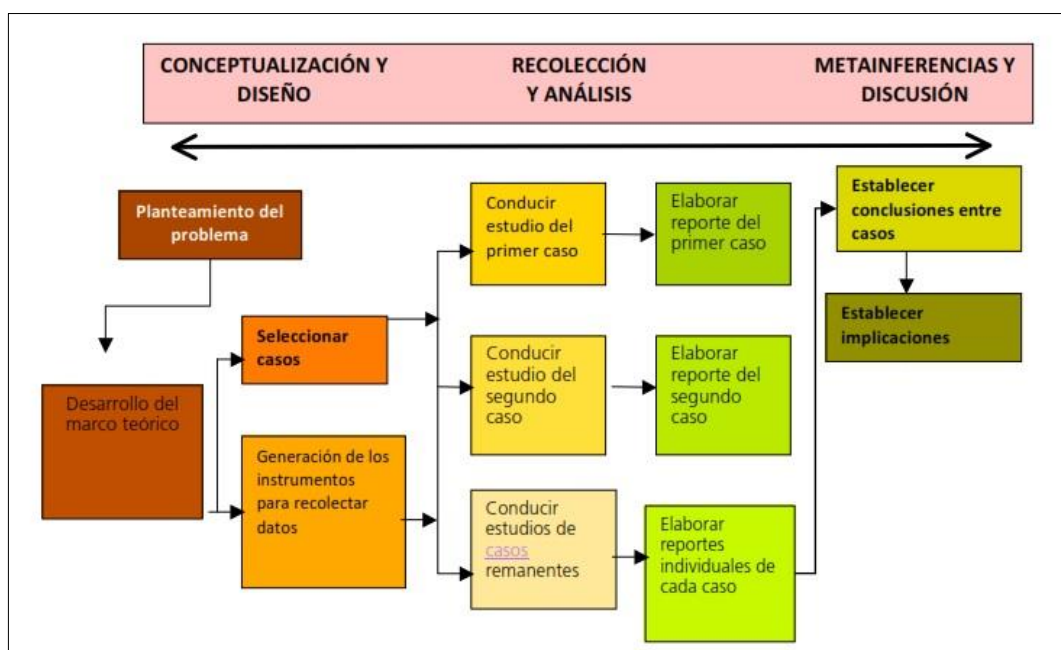 CONCEPTUALIZACIÓN Y
DISEÑO
RECOLECCIÓN
Y ANÁLISIS
METAINFERENCIAS Y
DISCUSIÓN
Planteamiento del
problema
Desarrollo del
marco teórico
Seleccionar
casos
Generación de los
instrumentos
para recolectar
datos
Conducir
estudio del
primer caso
Elaborar
reporte del
primer caso
Conducir
estudio del
segundo
caso
Elaborar
reporte del
segundo
caso
Conducir
estudios de
casos
remanentes
Elaborar
reportes
individuales de
cada caso
Establecer
conclusiones entre
casos
Establecer
implicaciones